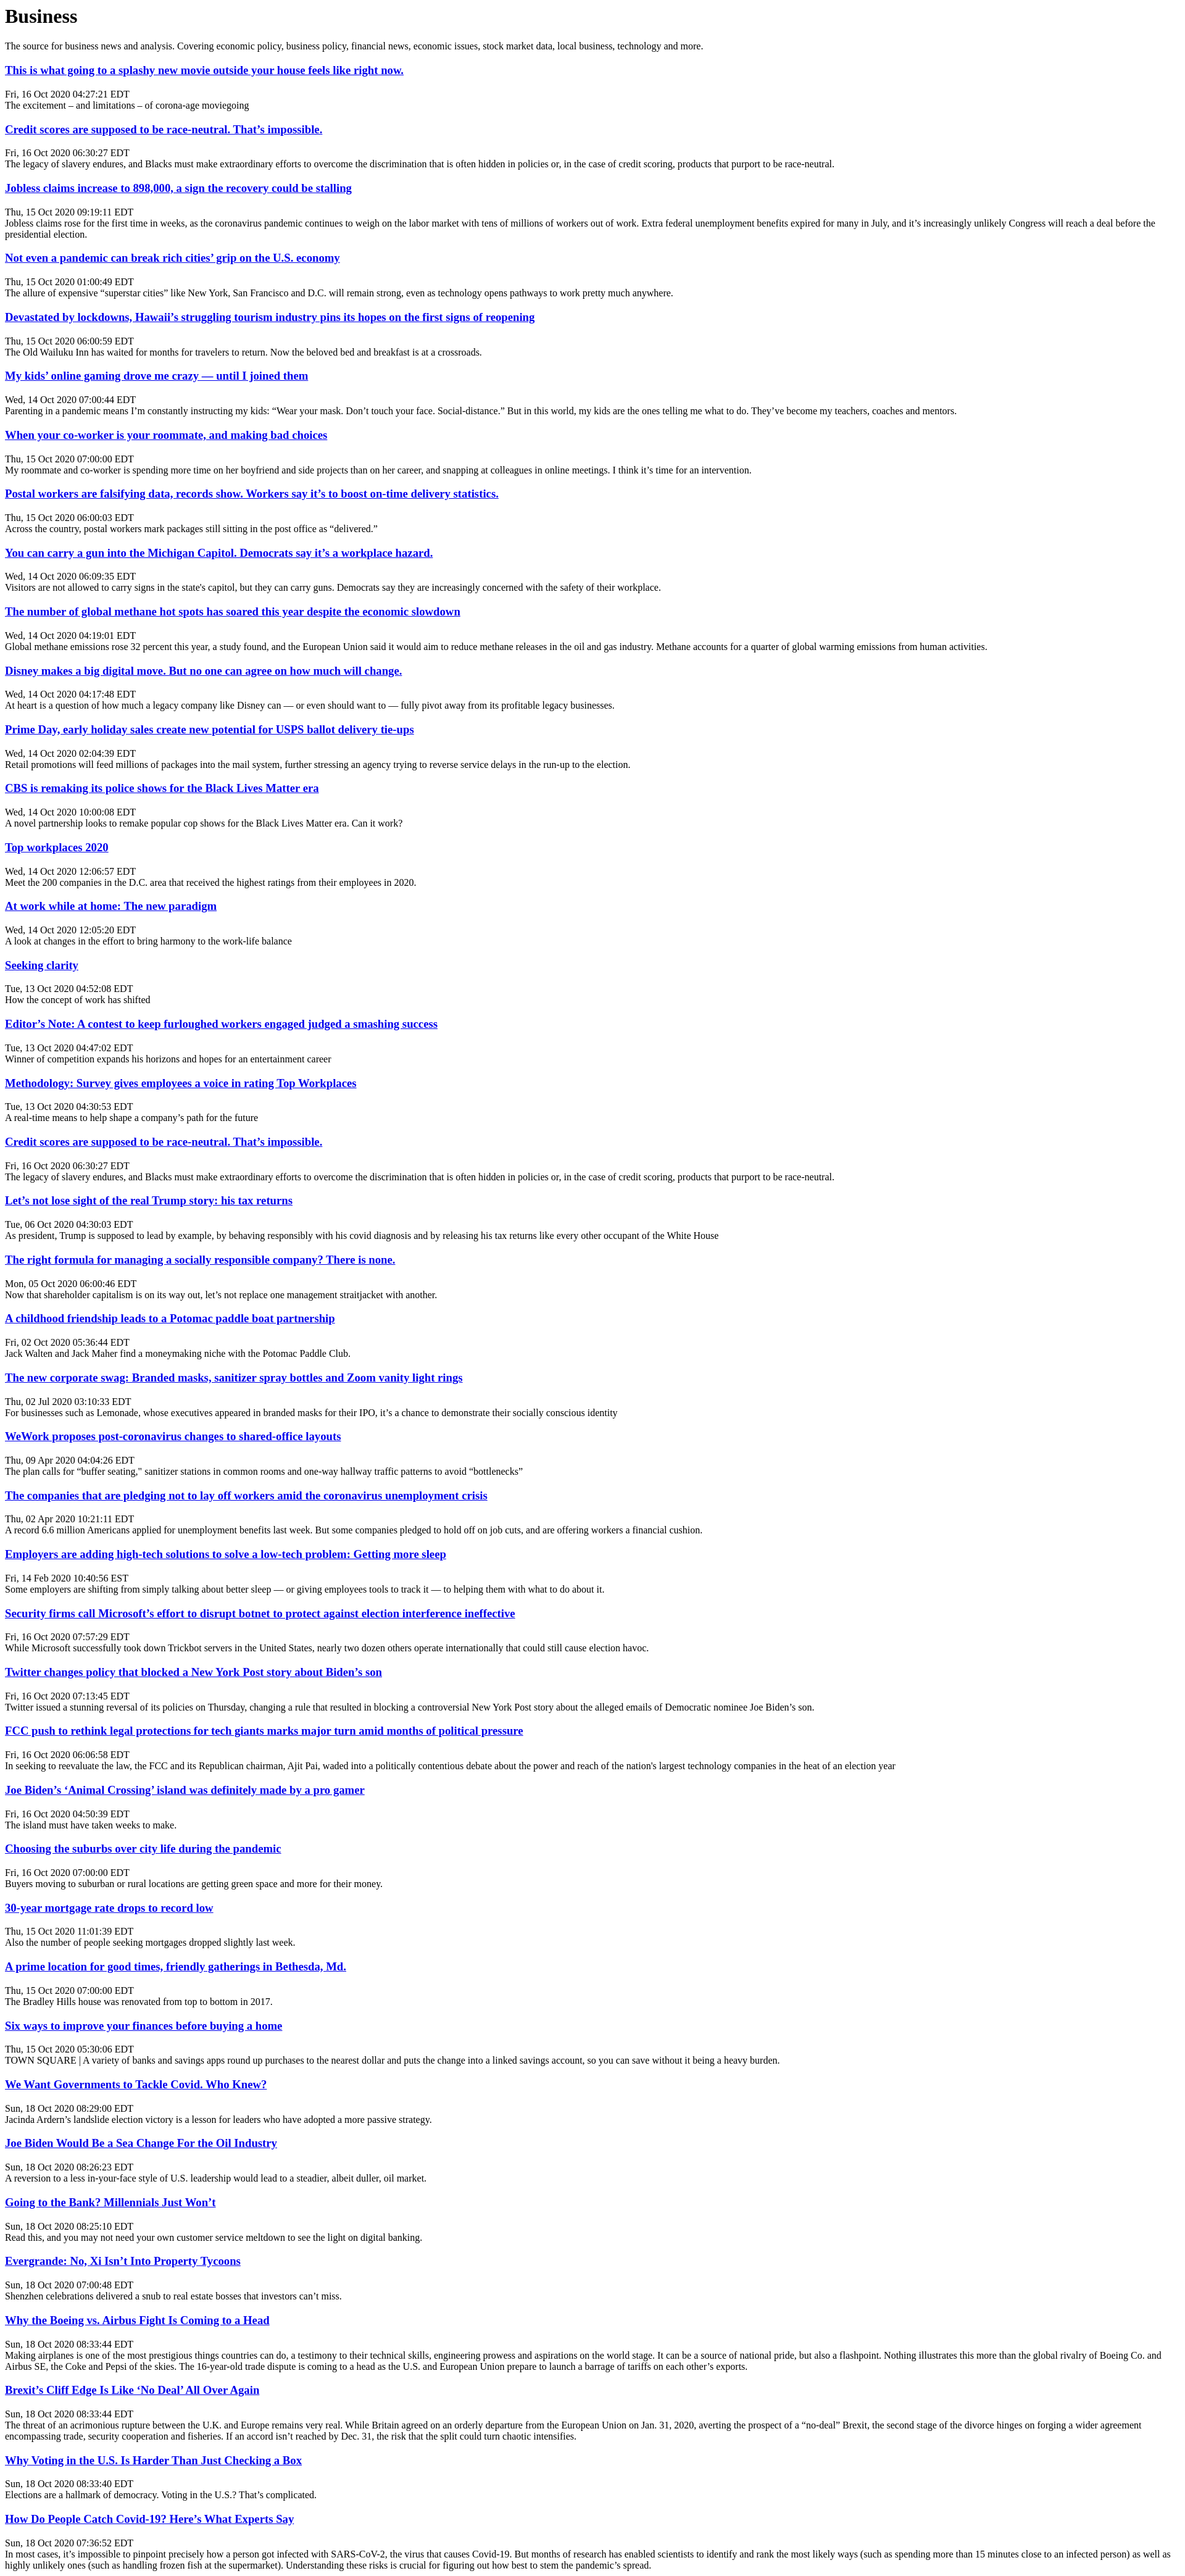 Business
The source for business news and analysis. Covering economic policy, business policy, financial news, economic issues, stock market data, local business, technology and more.
This is what going to a splashy new movie outside your house feels like right now.
Fri, 16 Oct 2020 04:27:21 EDT
The excitement – and limitations – of corona-age moviegoing
Credit scores are supposed to be race-neutral. That’s impossible.
Fri, 16 Oct 2020 06:30:27 EDT
The legacy of slavery endures, and Blacks must make extraordinary efforts to overcome the discrimination that is often hidden in policies or, in the case of credit scoring, products that purport to be race-neutral.
Jobless claims increase to 898,000, a sign the recovery could be stalling
Thu, 15 Oct 2020 09:19:11 EDT
Jobless claims rose for the first time in weeks, as the coronavirus pandemic continues to weigh on the labor market with tens of millions of workers out of work. Extra federal unemployment benefits expired for many in July, and it’s increasingly unlikely Congress will reach a deal before the
presidential election.
Not even a pandemic can break rich cities’ grip on the U.S. economy
Thu, 15 Oct 2020 01:00:49 EDT
The allure of expensive “superstar cities” like New York, San Francisco and D.C. will remain strong, even as technology opens pathways to work pretty much anywhere.
Devastated by lockdowns, Hawaii’s struggling tourism industry pins its hopes on the first signs of reopening
Thu, 15 Oct 2020 06:00:59 EDT
The Old Wailuku Inn has waited for months for travelers to return. Now the beloved bed and breakfast is at a crossroads.
My kids’ online gaming drove me crazy — until I joined them
Wed, 14 Oct 2020 07:00:44 EDT
Parenting in a pandemic means I’m constantly instructing my kids: “Wear your mask. Don’t touch your face. Social-distance.” But in this world, my kids are the ones telling me what to do. They’ve become my teachers, coaches and mentors.
When your co-worker is your roommate, and making bad choices
Thu, 15 Oct 2020 07:00:00 EDT
My roommate and co-worker is spending more time on her boyfriend and side projects than on her career, and snapping at colleagues in online meetings. I think it’s time for an intervention.
Postal workers are falsifying data, records show. Workers say it’s to boost on-time delivery statistics.
Thu, 15 Oct 2020 06:00:03 EDT
Across the country, postal workers mark packages still sitting in the post office as “delivered.”
You can carry a gun into the Michigan Capitol. Democrats say it’s a workplace hazard.
Wed, 14 Oct 2020 06:09:35 EDT
Visitors are not allowed to carry signs in the state's capitol, but they can carry guns. Democrats say they are increasingly concerned with the safety of their workplace.
The number of global methane hot spots has soared this year despite the economic slowdown
Wed, 14 Oct 2020 04:19:01 EDT
Global methane emissions rose 32 percent this year, a study found, and the European Union said it would aim to reduce methane releases in the oil and gas industry. Methane accounts for a quarter of global warming emissions from human activities.
Disney makes a big digital move. But no one can agree on how much will change.
Wed, 14 Oct 2020 04:17:48 EDT
At heart is a question of how much a legacy company like Disney can — or even should want to — fully pivot away from its profitable legacy businesses.
Prime Day, early holiday sales create new potential for USPS ballot delivery tie-ups
Wed, 14 Oct 2020 02:04:39 EDT
Retail promotions will feed millions of packages into the mail system, further stressing an agency trying to reverse service delays in the run-up to the election.
CBS is remaking its police shows for the Black Lives Matter era
Wed, 14 Oct 2020 10:00:08 EDT
A novel partnership looks to remake popular cop shows for the Black Lives Matter era. Can it work?
Top workplaces 2020
Wed, 14 Oct 2020 12:06:57 EDT
Meet the 200 companies in the D.C. area that received the highest ratings from their employees in 2020.
At work while at home: The new paradigm
Wed, 14 Oct 2020 12:05:20 EDT
A look at changes in the effort to bring harmony to the work-life balance
Seeking clarity
Tue, 13 Oct 2020 04:52:08 EDT
How the concept of work has shifted
Editor’s Note: A contest to keep furloughed workers engaged judged a smashing success
Tue, 13 Oct 2020 04:47:02 EDT
Winner of competition expands his horizons and hopes for an entertainment career
Methodology: Survey gives employees a voice in rating Top Workplaces
Tue, 13 Oct 2020 04:30:53 EDT
A real-time means to help shape a company’s path for the future
Credit scores are supposed to be race-neutral. That’s impossible.
Fri, 16 Oct 2020 06:30:27 EDT
The legacy of slavery endures, and Blacks must make extraordinary efforts to overcome the discrimination that is often hidden in policies or, in the case of credit scoring, products that purport to be race-neutral.
Let’s not lose sight of the real Trump story: his tax returns
Tue, 06 Oct 2020 04:30:03 EDT
As president, Trump is supposed to lead by example, by behaving responsibly with his covid diagnosis and by releasing his tax returns like every other occupant of the White House
The right formula for managing a socially responsible company? There is none.
Mon, 05 Oct 2020 06:00:46 EDT
Now that shareholder capitalism is on its way out, let’s not replace one management straitjacket with another.
A childhood friendship leads to a Potomac paddle boat partnership
Fri, 02 Oct 2020 05:36:44 EDT
Jack Walten and Jack Maher find a moneymaking niche with the Potomac Paddle Club.
The new corporate swag: Branded masks, sanitizer spray bottles and Zoom vanity light rings
Thu, 02 Jul 2020 03:10:33 EDT
For businesses such as Lemonade, whose executives appeared in branded masks for their IPO, it’s a chance to demonstrate their socially conscious identity
WeWork proposes post-coronavirus changes to shared-office layouts
Thu, 09 Apr 2020 04:04:26 EDT
The plan calls for “buffer seating,” sanitizer stations in common rooms and one-way hallway traffic patterns to avoid “bottlenecks”
The companies that are pledging not to lay off workers amid the coronavirus unemployment crisis
Thu, 02 Apr 2020 10:21:11 EDT
A record 6.6 million Americans applied for unemployment benefits last week. But some companies pledged to hold off on job cuts, and are offering workers a financial cushion.
Employers are adding high-tech solutions to solve a low-tech problem: Getting more sleep
Fri, 14 Feb 2020 10:40:56 EST
Some employers are shifting from simply talking about better sleep — or giving employees tools to track it — to helping them with what to do about it.
Security firms call Microsoft’s effort to disrupt botnet to protect against election interference ineffective
Fri, 16 Oct 2020 07:57:29 EDT
While Microsoft successfully took down Trickbot servers in the United States, nearly two dozen others operate internationally that could still cause election havoc.
Twitter changes policy that blocked a New York Post story about Biden’s son
Fri, 16 Oct 2020 07:13:45 EDT
Twitter issued a stunning reversal of its policies on Thursday, changing a rule that resulted in blocking a controversial New York Post story about the alleged emails of Democratic nominee Joe Biden’s son.
FCC push to rethink legal protections for tech giants marks major turn amid months of political pressure
Fri, 16 Oct 2020 06:06:58 EDT
In seeking to reevaluate the law, the FCC and its Republican chairman, Ajit Pai, waded into a politically contentious debate about the power and reach of the nation's largest technology companies in the heat of an election year
Joe Biden’s ‘Animal Crossing’ island was definitely made by a pro gamer
Fri, 16 Oct 2020 04:50:39 EDT
The island must have taken weeks to make.
Choosing the suburbs over city life during the pandemic
Fri, 16 Oct 2020 07:00:00 EDT
Buyers moving to suburban or rural locations are getting green space and more for their money.
30-year mortgage rate drops to record low
Thu, 15 Oct 2020 11:01:39 EDT
Also the number of people seeking mortgages dropped slightly last week.
A prime location for good times, friendly gatherings in Bethesda, Md.
Thu, 15 Oct 2020 07:00:00 EDT
The Bradley Hills house was renovated from top to bottom in 2017.
Six ways to improve your finances before buying a home
Thu, 15 Oct 2020 05:30:06 EDT
TOWN SQUARE | A variety of banks and savings apps round up purchases to the nearest dollar and puts the change into a linked savings account, so you can save without it being a heavy burden.
We Want Governments to Tackle Covid. Who Knew?
Sun, 18 Oct 2020 08:29:00 EDT
Jacinda Ardern’s landslide election victory is a lesson for leaders who have adopted a more passive strategy.
Joe Biden Would Be a Sea Change For the Oil Industry
Sun, 18 Oct 2020 08:26:23 EDT
A reversion to a less in-your-face style of U.S. leadership would lead to a steadier, albeit duller, oil market.
Going to the Bank? Millennials Just Won’t
Sun, 18 Oct 2020 08:25:10 EDT
Read this, and you may not need your own customer service meltdown to see the light on digital banking.
Evergrande: No, Xi Isn’t Into Property Tycoons
Sun, 18 Oct 2020 07:00:48 EDT
Shenzhen celebrations delivered a snub to real estate bosses that investors can’t miss.
Why the Boeing vs. Airbus Fight Is Coming to a Head
Sun, 18 Oct 2020 08:33:44 EDT
Making airplanes is one of the most prestigious things countries can do, a testimony to their technical skills, engineering prowess and aspirations on the world stage. It can be a source of national pride, but also a flashpoint. Nothing illustrates this more than the global rivalry of Boeing Co. and
Airbus SE, the Coke and Pepsi of the skies. The 16-year-old trade dispute is coming to a head as the U.S. and European Union prepare to launch a barrage of tariffs on each other’s exports.
Brexit’s Cliff Edge Is Like ‘No Deal’ All Over Again
Sun, 18 Oct 2020 08:33:44 EDT
The threat of an acrimonious rupture between the U.K. and Europe remains very real. While Britain agreed on an orderly departure from the European Union on Jan. 31, 2020, averting the prospect of a “no-deal” Brexit, the second stage of the divorce hinges on forging a wider agreement
encompassing trade, security cooperation and fisheries. If an accord isn’t reached by Dec. 31, the risk that the split could turn chaotic intensifies.
Why Voting in the U.S. Is Harder Than Just Checking a Box
Sun, 18 Oct 2020 08:33:40 EDT
Elections are a hallmark of democracy. Voting in the U.S.? That’s complicated.
How Do People Catch Covid-19? Here’s What Experts Say
Sun, 18 Oct 2020 07:36:52 EDT
In most cases, it’s impossible to pinpoint precisely how a person got infected with SARS-CoV-2, the virus that causes Covid-19. But months of research has enabled scientists to identify and rank the most likely ways (such as spending more than 15 minutes close to an infected person) as well as
highly unlikely ones (such as handling frozen fish at the supermarket). Understanding these risks is crucial for figuring out how best to stem the pandemic’s spread.